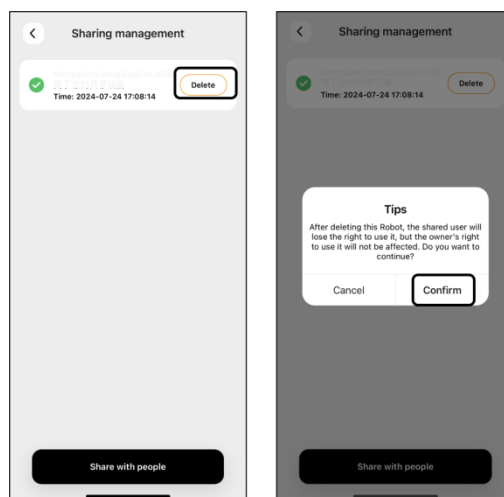 Sharing management
Delete
Time: 2024-07-24 17:08:14
Share with people
Sharing management
Delete
Time: 2024-07-24 17:08:14
Tips
After deleting this Robot, the shared user will
lose the right to use it, but the owner's right
to use it will not be affected. Do you want to
continue?
Cancel
Confirm
Share with people